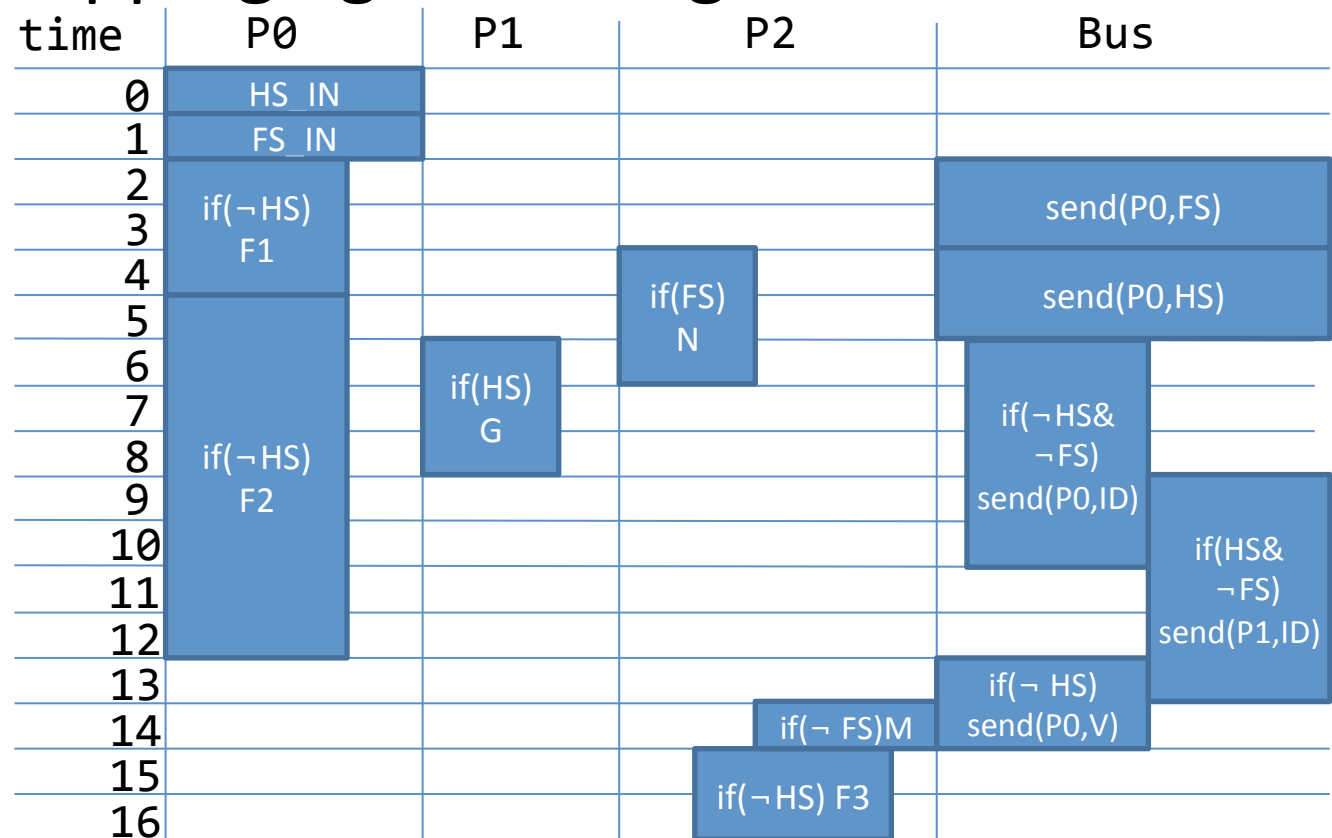 time P0 P1 P2 Bus
0 HS_IN
1 FS_IN
2
if(¬HS) send(P0,FS)
3
F1
4
if(FS) send(P0,HS)
5
N
6
if(HS)
7 if(¬HS&
G
8 if(¬HS) ¬FS)
9 F2 send(P0,ID)
10 if(HS&
11 ¬FS)
12 send(P1,ID)
13 if(¬ HS)
14 if(¬ FS)M send(P0,V)
15
if(¬HS) F3
16